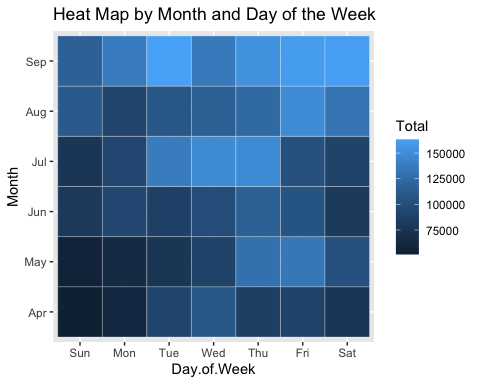 Heat Map by Month and Day of the Week
Sep
Aug
Jul
Jun
May
Apr
Month
Sun Mon Tue Wed Thu Fri Sat
Day.of.Week
Total
150000
125000
100000
75000